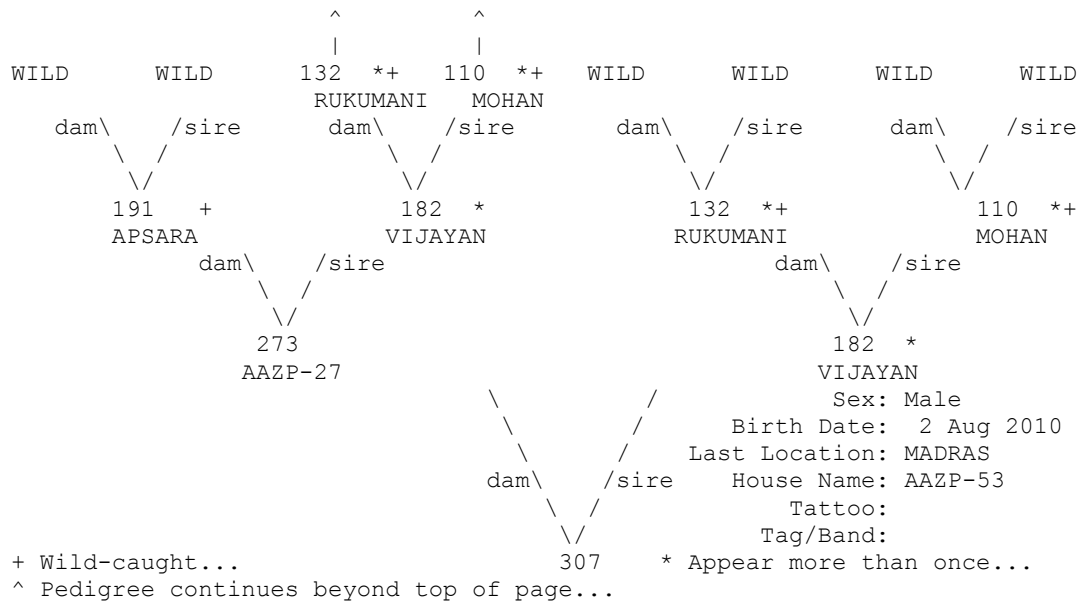 ^ ^
| |
WILD WILD 132 *+ 110 *+ WILD WILD WILD WILD
RUKUMANI MOHAN
dam\ /sire dam\ /sire dam\ /sire dam\ /sire
\ / \ / \ / \ /
\/ \/ \/ \/
191 + 182 * 132 *+ 110 *+
APSARA VIJAYAN RUKUMANI MOHAN
dam\ /sire dam\ /sire
\ / \ /
\/ \/
273 182 *
AAZP-27 VIJAYAN
\ / Sex: Male
\ / Birth Date: 2 Aug 2010
\ / Last Location: MADRAS
dam\ /sire House Name: AAZP-53
\ / Tattoo:
\/ Tag/Band:
+ Wild-caught... 307 * Appear more than once...
^ Pedigree continues beyond top of page...